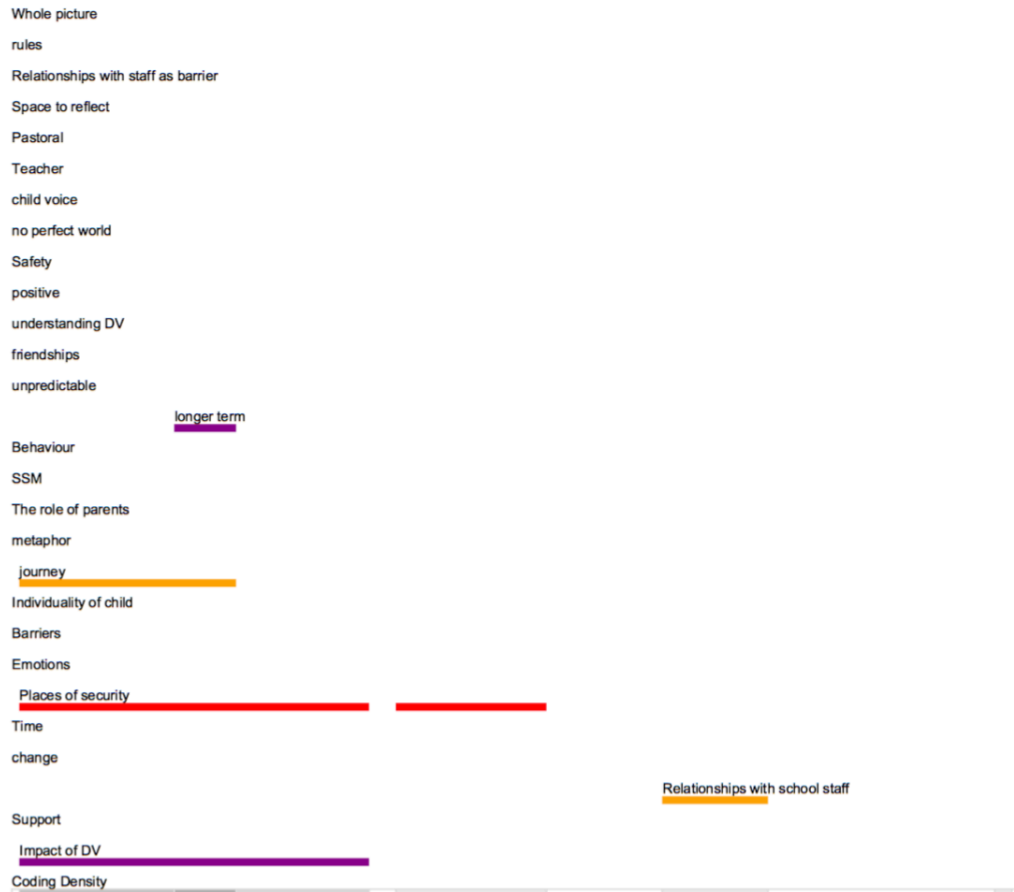 Whole picture
rules
Relationships with staff as barrier
Space to reflect
Pastoral
Teacher
child voice
no perfect world
Safety
positive
understanding DV
friendships
unpredictable
longer term
Behaviour
SSM
The role of parents
metaphor
journey
Individuality of child
Barriers
Emotions
Places of security
Time
change
Relationships with school staff
Support
Impact of DV
Coding Density